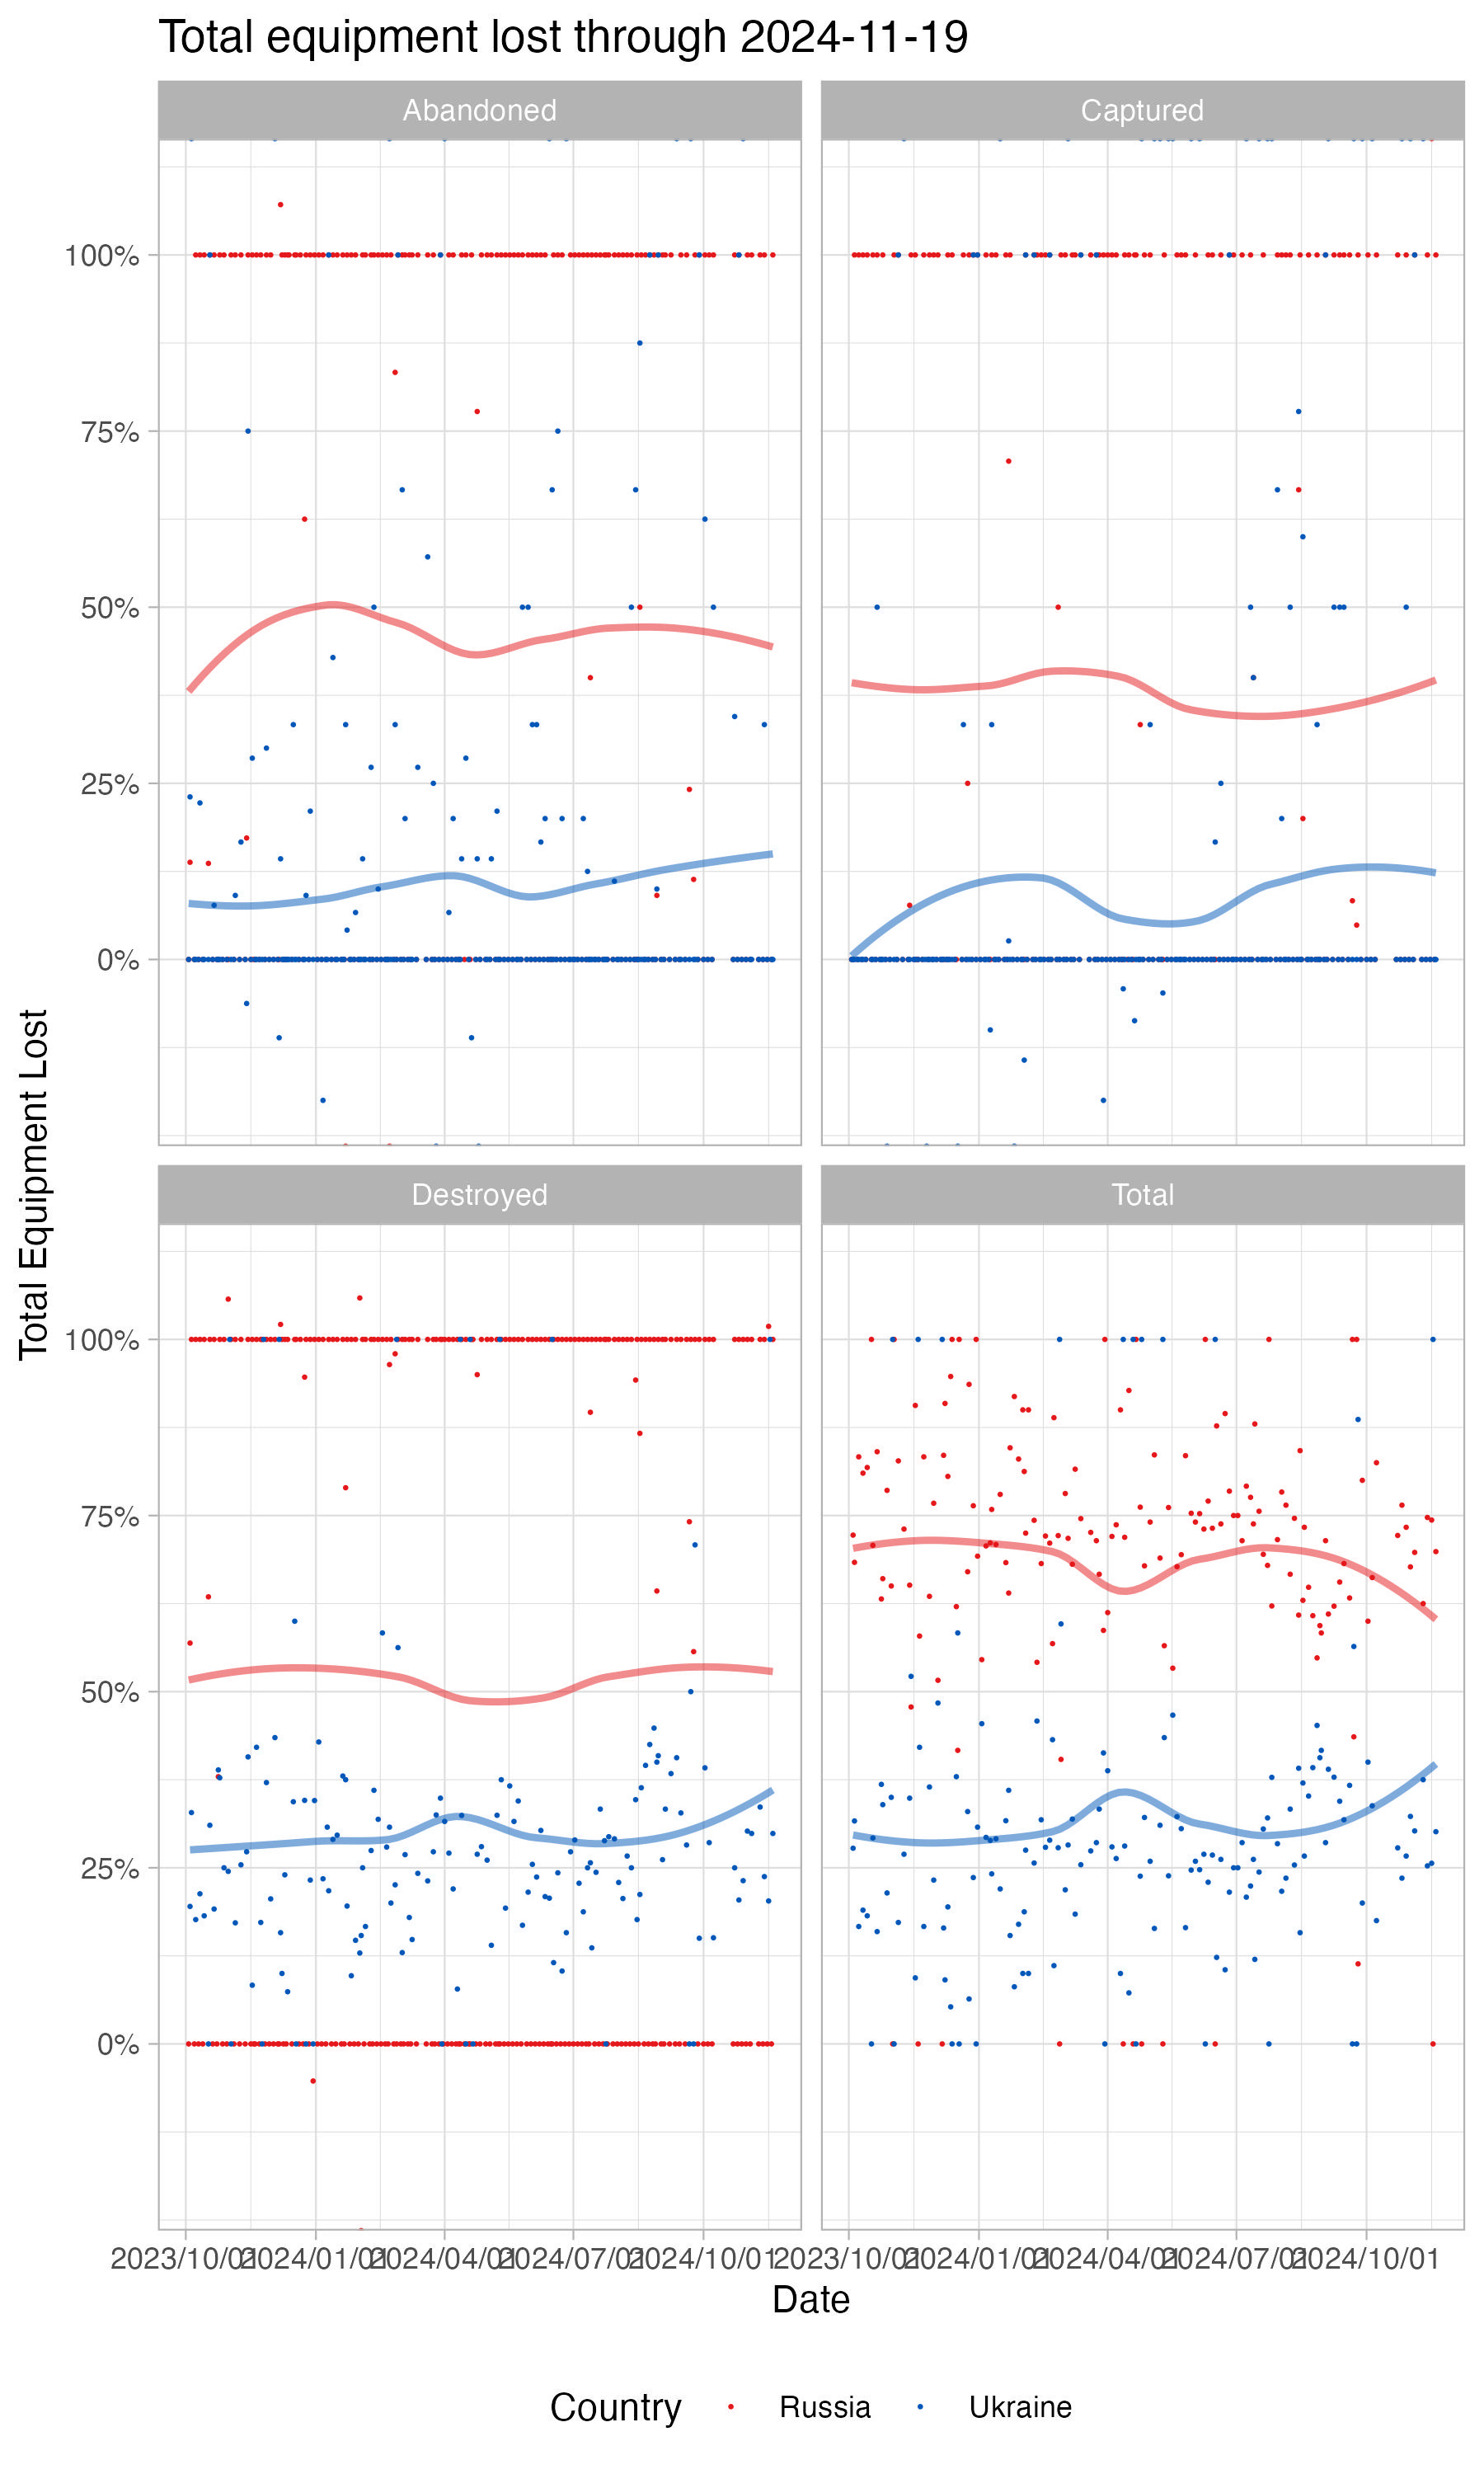 Total equipment lost through 2024-11-19
Abandoned
Captured
100%
75%
50%
25%
0%
Destroyed
Total
100%
75%
50%
25%
0%
Total Equipment Lost
2023/10/01 2024/01/01 2024/04/01 2024/07/01 2024/10/01 2023/10/01 2024/01/01 2024/04/01 2024/07/01 2024/10/01
Date
Country Russia Ukraine